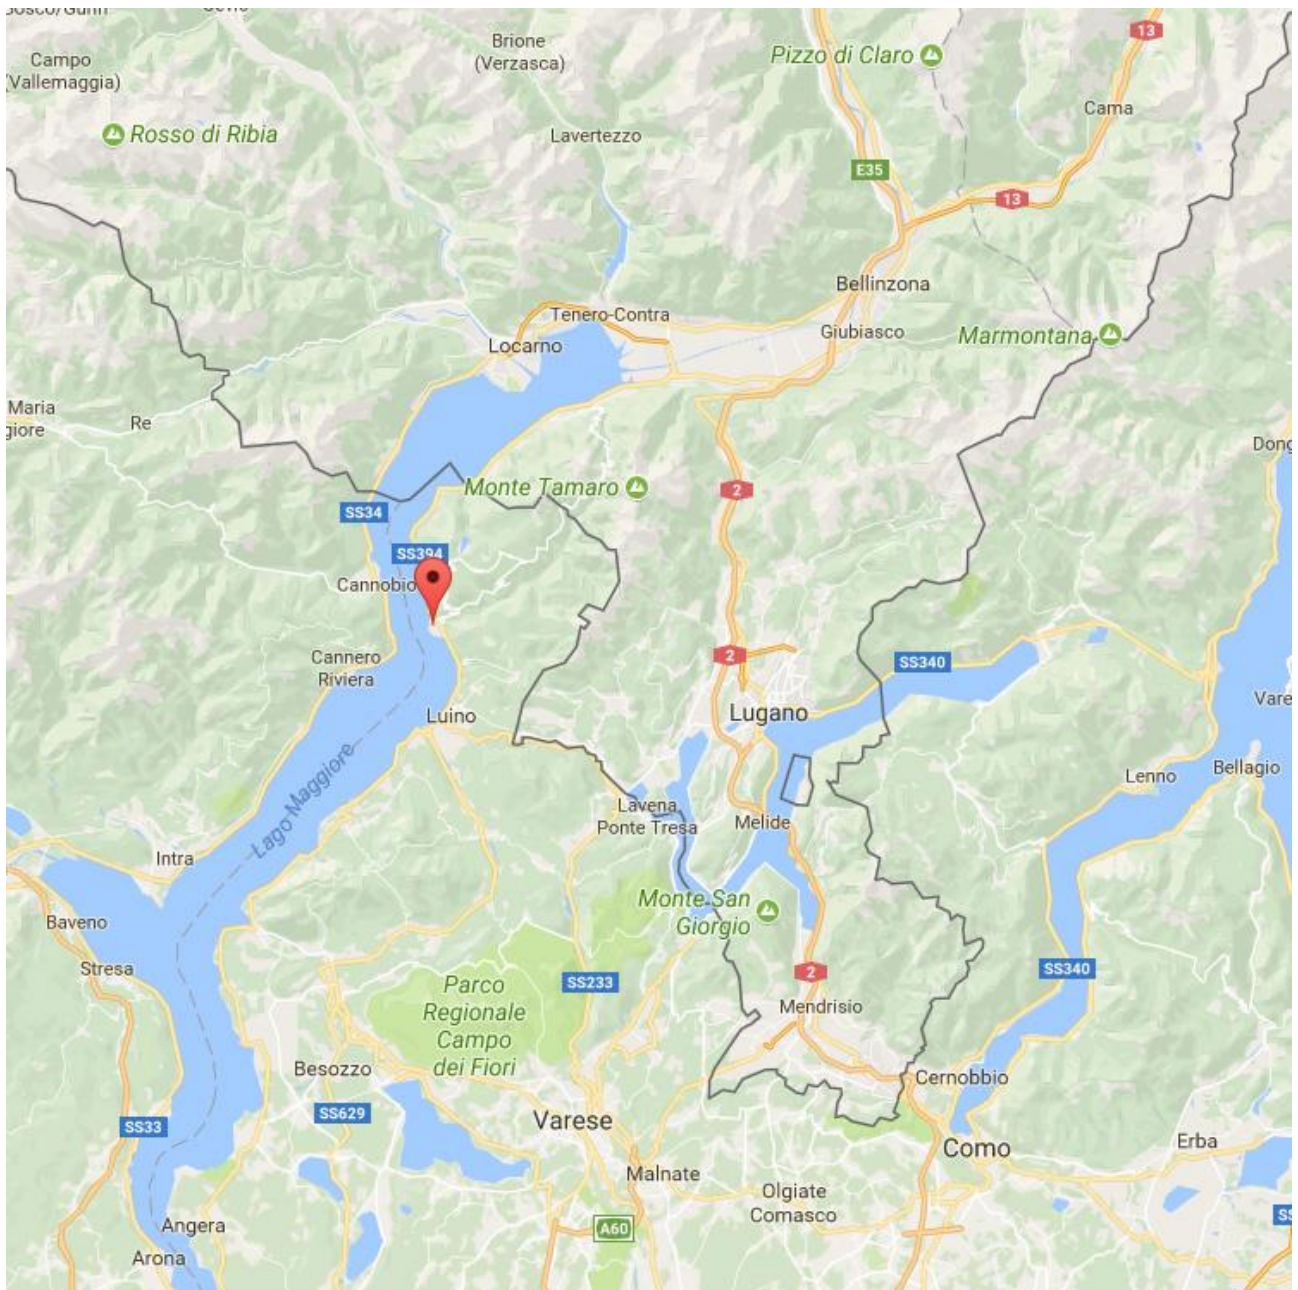 Campo
(Vallemaggia)
Brione
(Verzasca)
Pizzo di Claro
13
Rosso di Ribia
Lavertezzo
Cama
E35
13
Bellinzona
Tenero-Contra
Giubiasco
Marmontana
Locarno
Maria
giore
Re
Dong
Monte Tamaro
2
SS34
SS394
Cannobio
Cannero
Riviera
2
SS340
Luino
Lugano
Vare
Lago Maggiore
Lenno
Bellagio
Lavena
Ponte Tresa
Melide
Intra
Monte San
Giorgio
Baveno
Stresa
2
SS340
Parco
Regionale
Campo
dei Fiori
SS233
Mendrisio
Besozzo
Cernobbio
SS629
SS33
Varese
Como
Erba
Malnate
Olgiate
Comasco
Angera
A60
SS
Arona